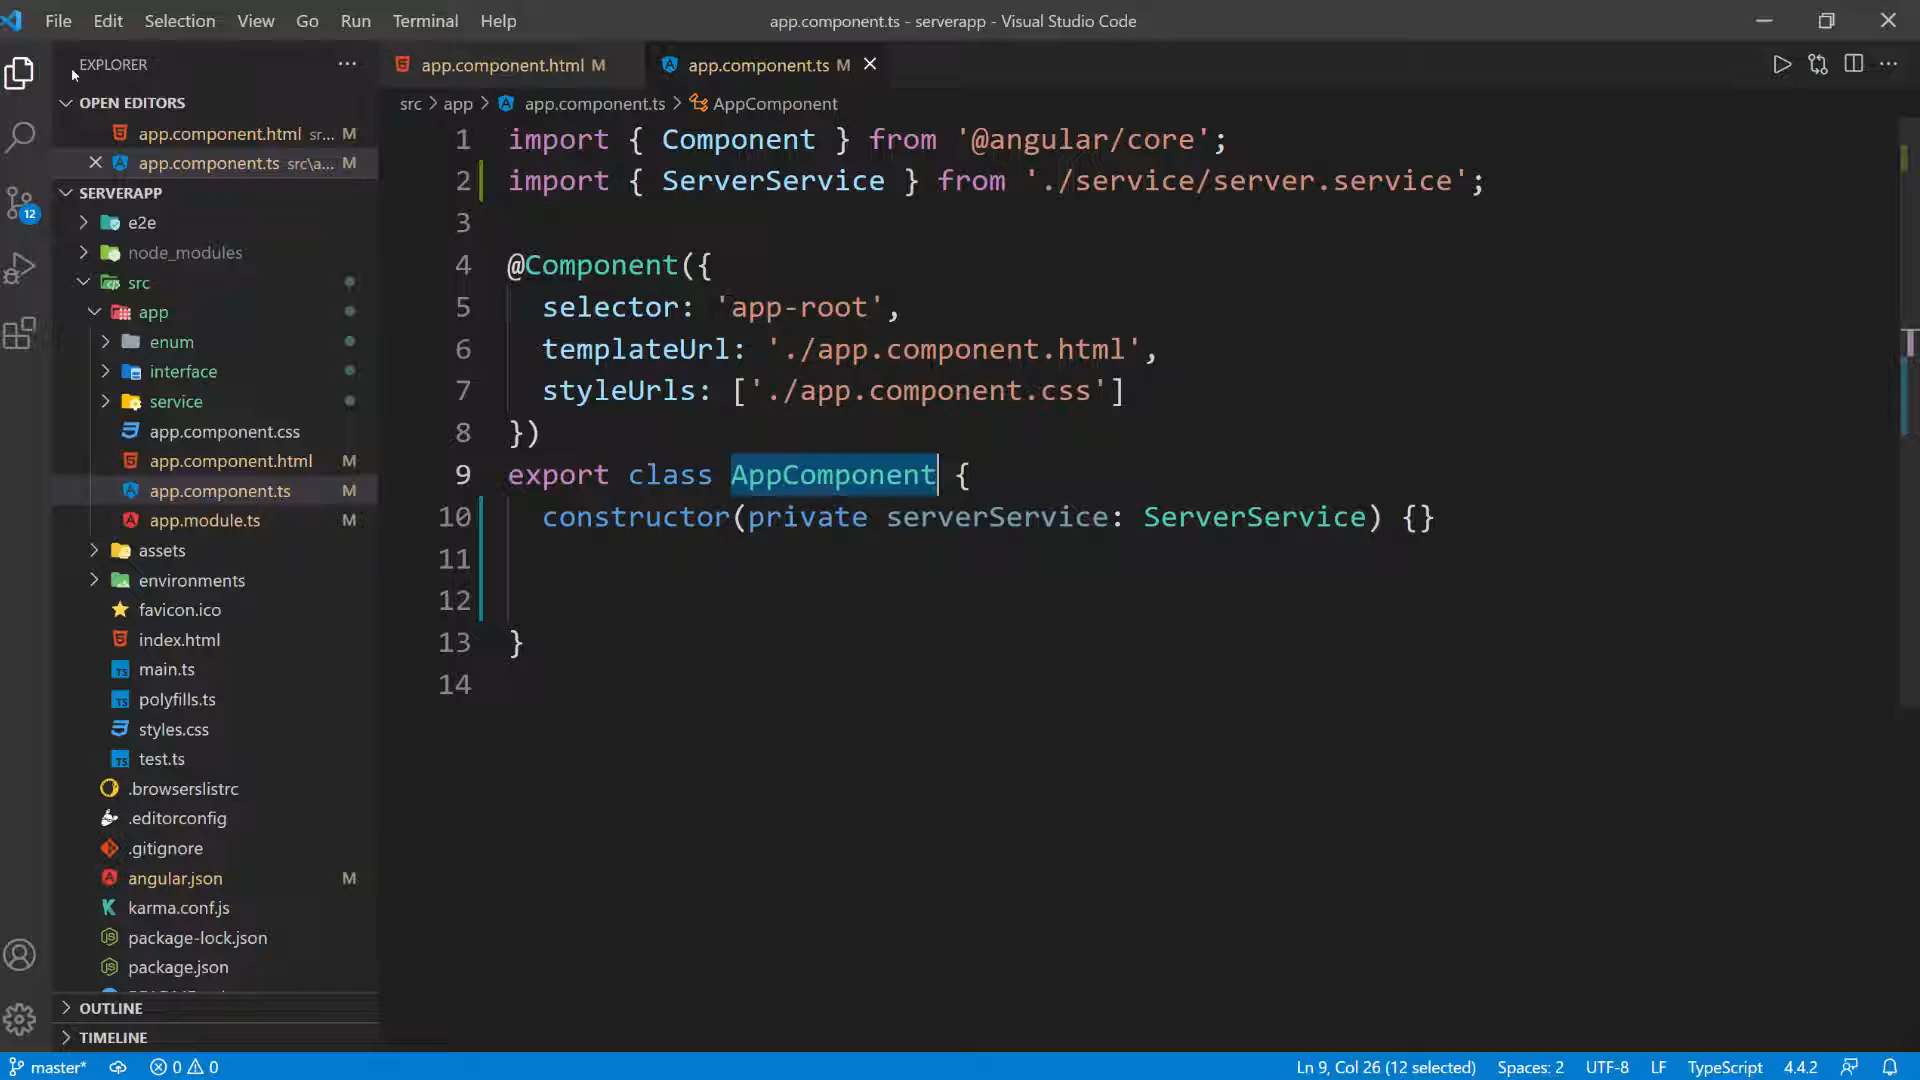 File Edit Selection View Go Run Terminal Help
app.component.ts - serverapp - Visual Studio Code
EXPLORER
OPEN EDITORS
app.component.html sr... M
app.component.ts src\a... M
SERVERAPP
e2e
node_modules
src
app
enum
interface
service
app.component.css
app.component.html M
app.component.ts M
app.module.ts M
assets
environments
favicon.ico
index.html
main.ts
polyfills.ts
styles.css
test.ts
.browserslistrc
.editorconfig
.gitignore
angular.json M
karma.conf.js
package-lock.json
package.json
OUTLINE
TIMELINE
12
app.component.html M
app.component.ts M
src > app > app.component.ts > AppComponent
1 import { Component } from '@angular/core';
2 import { ServerService } from './service/server.service';
3
4 @Component({
5 selector: 'app-root',
6 templateUrl: './app.component.html',
7 styleUrls: ['./app.component.css']
8 })
9 export class AppComponent {
10 constructor(private serverService: ServerService) {}
11
12
13 }
14
master* 0 0 Ln 9, Col 26 (12 selected) Spaces: 2 UTF-8 LF TypeScript 4.4.2